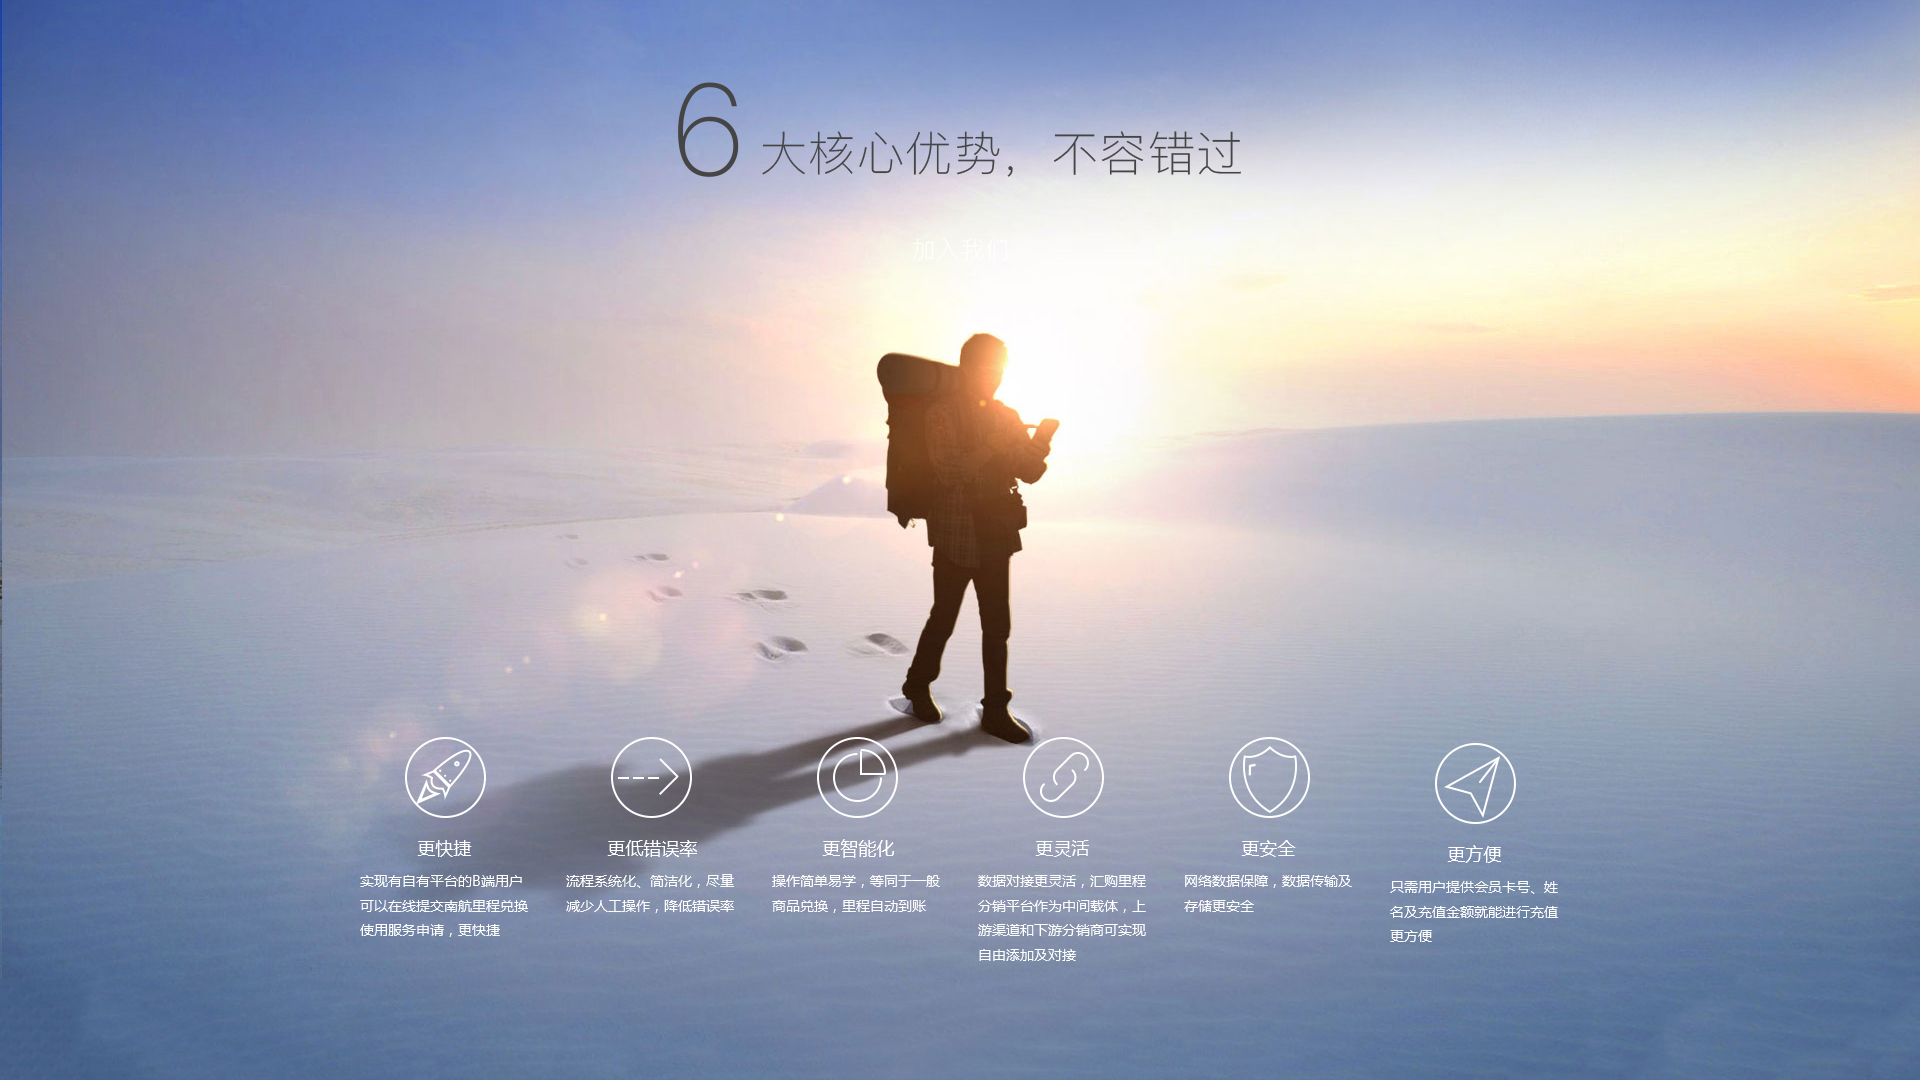 6大核心优势，不容错过
加入我们
更快捷
实现有自有平台的B端用户
可以在线提交南航里程兑换
使用服务申请，更快捷
更低错误率
流程系统化、简洁化，尽量
减少人工操作，降低错误率
更智能化
操作简单易学，等同于一般
商品兑换，里程自动到账
更灵活
数据对接更灵活，汇购里程
分销平台作为中间载体，上
游渠道和下游分销商可实现
自由添加及对接
更安全
网络数据保障，数据传输及
存储更安全
更方便
只需用户提供会员卡号、姓
名及充值金额就能进行充值
更方便